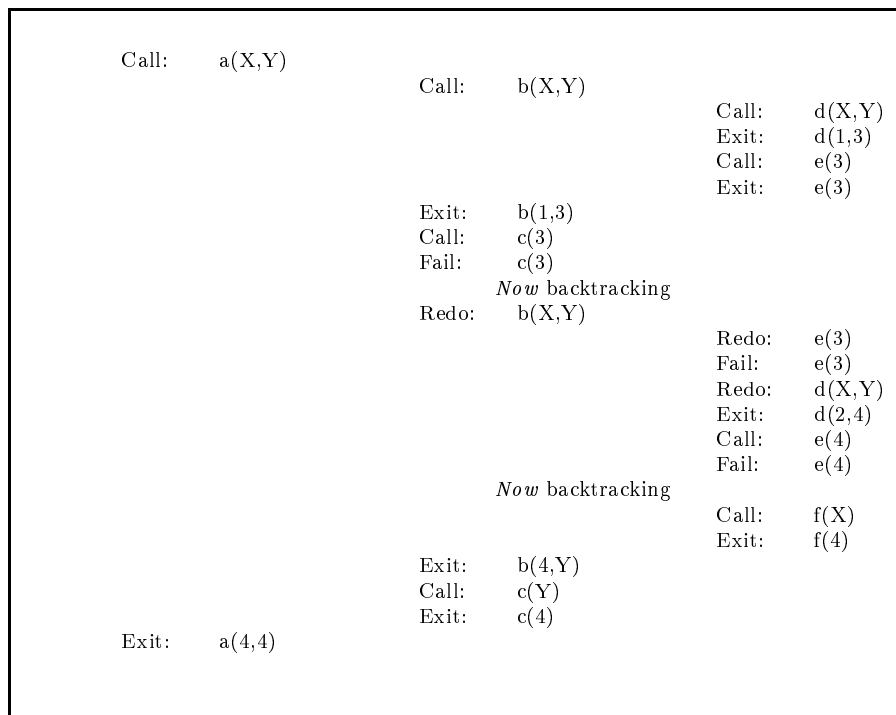 Call: a(X,Y)
Call: b(X,Y)
Call: d(X,Y)
Exit: d(1,3)
Call: e(3)
Exit: e(3)
Exit: b(1,3)
Call: c(3)
Fail: c(3)
Now backtracking
Redo: b(X,Y)
Redo: e(3)
Fail: e(3)
Redo: d(X,Y)
Exit: d(2,4)
Call: e(4)
Fail: e(4)
Now backtracking
Call: f(X)
Exit: f(4)
Exit: b(4,Y)
Call: c(Y)
Exit: c(4)
Exit: a(4,4)